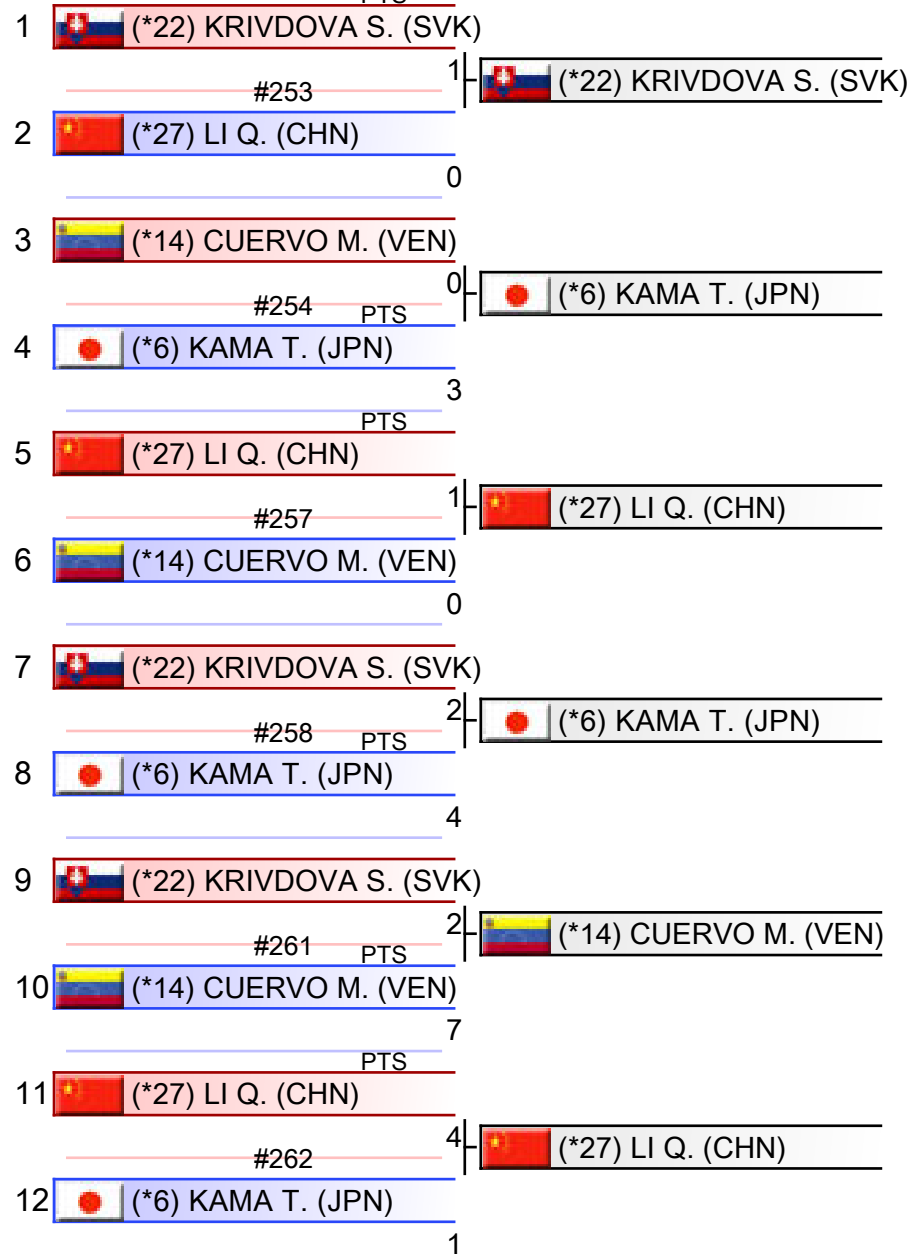 PTS
1 (*22) KRIVDOVA S. (SVK)
1 (*22) KRIVDOVA S. (SVK)
#253
2 (*27) LI Q. (CHN)
0
3 (*14) CUERVO M. (VEN)
0 (*6) KAMA T. (JPN)
#254 PTS
4 (*6) KAMA T. (JPN)
3
PTS
5 (*27) LI Q. (CHN)
1 (*27) LI Q. (CHN)
#257
6 (*14) CUERVO M. (VEN)
0
7 (*22) KRIVDOVA S. (SVK)
2 (*6) KAMA T. (JPN)
#258 PTS
8 (*6) KAMA T. (JPN)
4
9 (*22) KRIVDOVA S. (SVK)
2 (*14) CUERVO M. (VEN)
#261 PTS
10 (*14) CUERVO M. (VEN)
7
PTS
11 (*27) LI Q. (CHN)
4 (*27) LI Q. (CHN)
#262
12 (*6) KAMA T. (JPN)
1